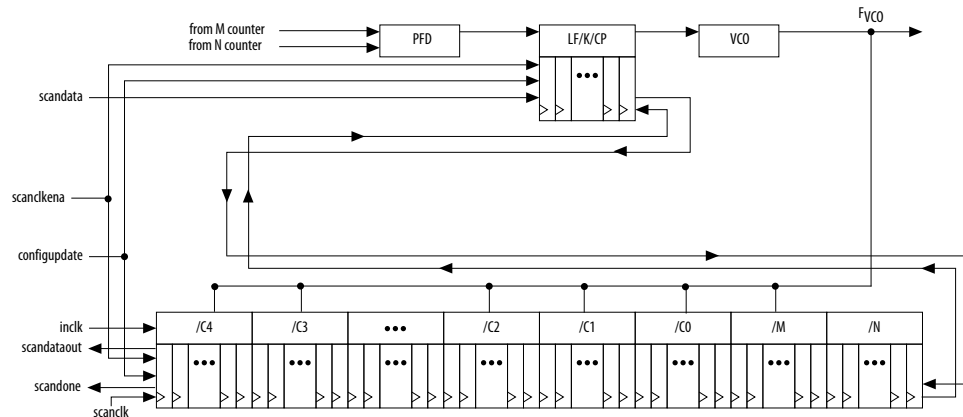 F VCO
from M counter
from N counter
PFD
LF/K/CP
VCO
scandata
scanclkena
configupdate
inclk
/C4
/C3
/C2
/C1
/C0
/M
/N
scandataout
scandone
scanclk